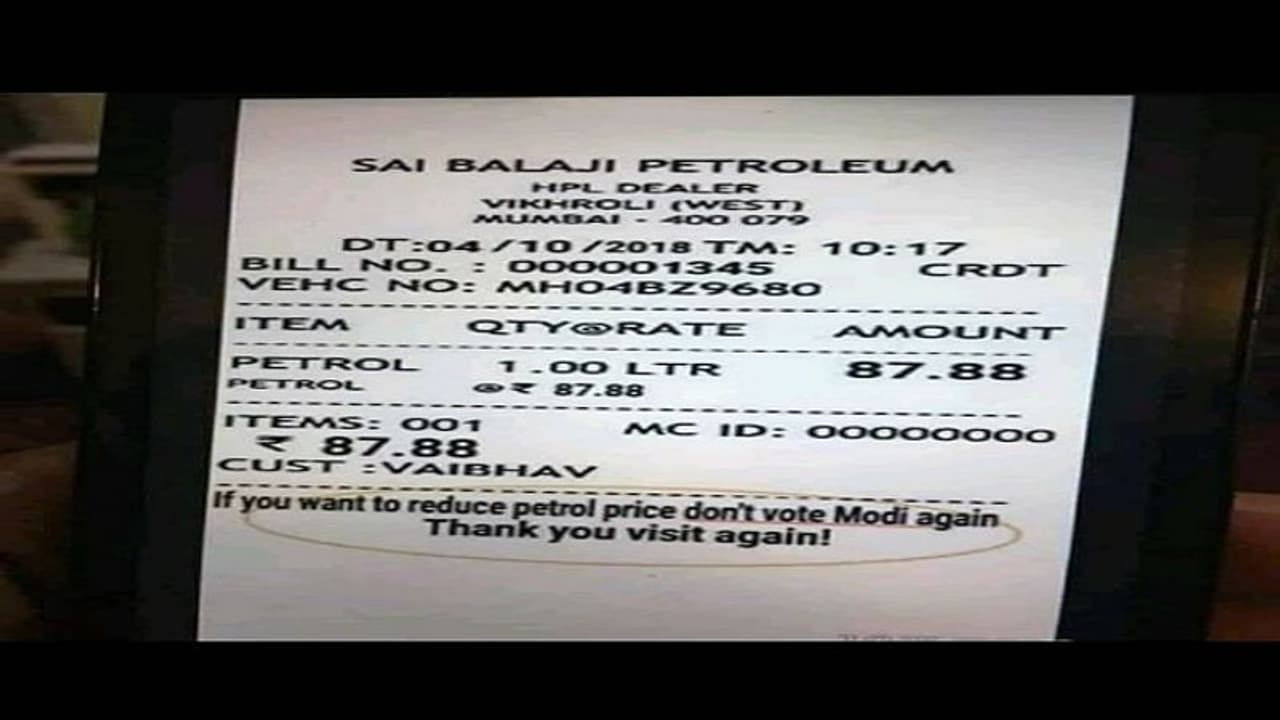 SAI BALAJI PETROLEUM
HPL DEALER
VIKHROLI (WEST)
MUMBAI - 400 079
DT:04/10/2018 TM: 10:17
BILL NO. : 000001345 CRDT
VEHC NO: MH04BZ9680
ITEM QTY@RATE AMOUNT
PETROL 1.00 LTR 87.88
PETROL @₹ 87.88
ITEMS: 001 MC ID: 00000000
₹ 87.88
CUST :VAIBHAV
If you want to reduce petrol price don't vote Modi again
Thank you visit again!